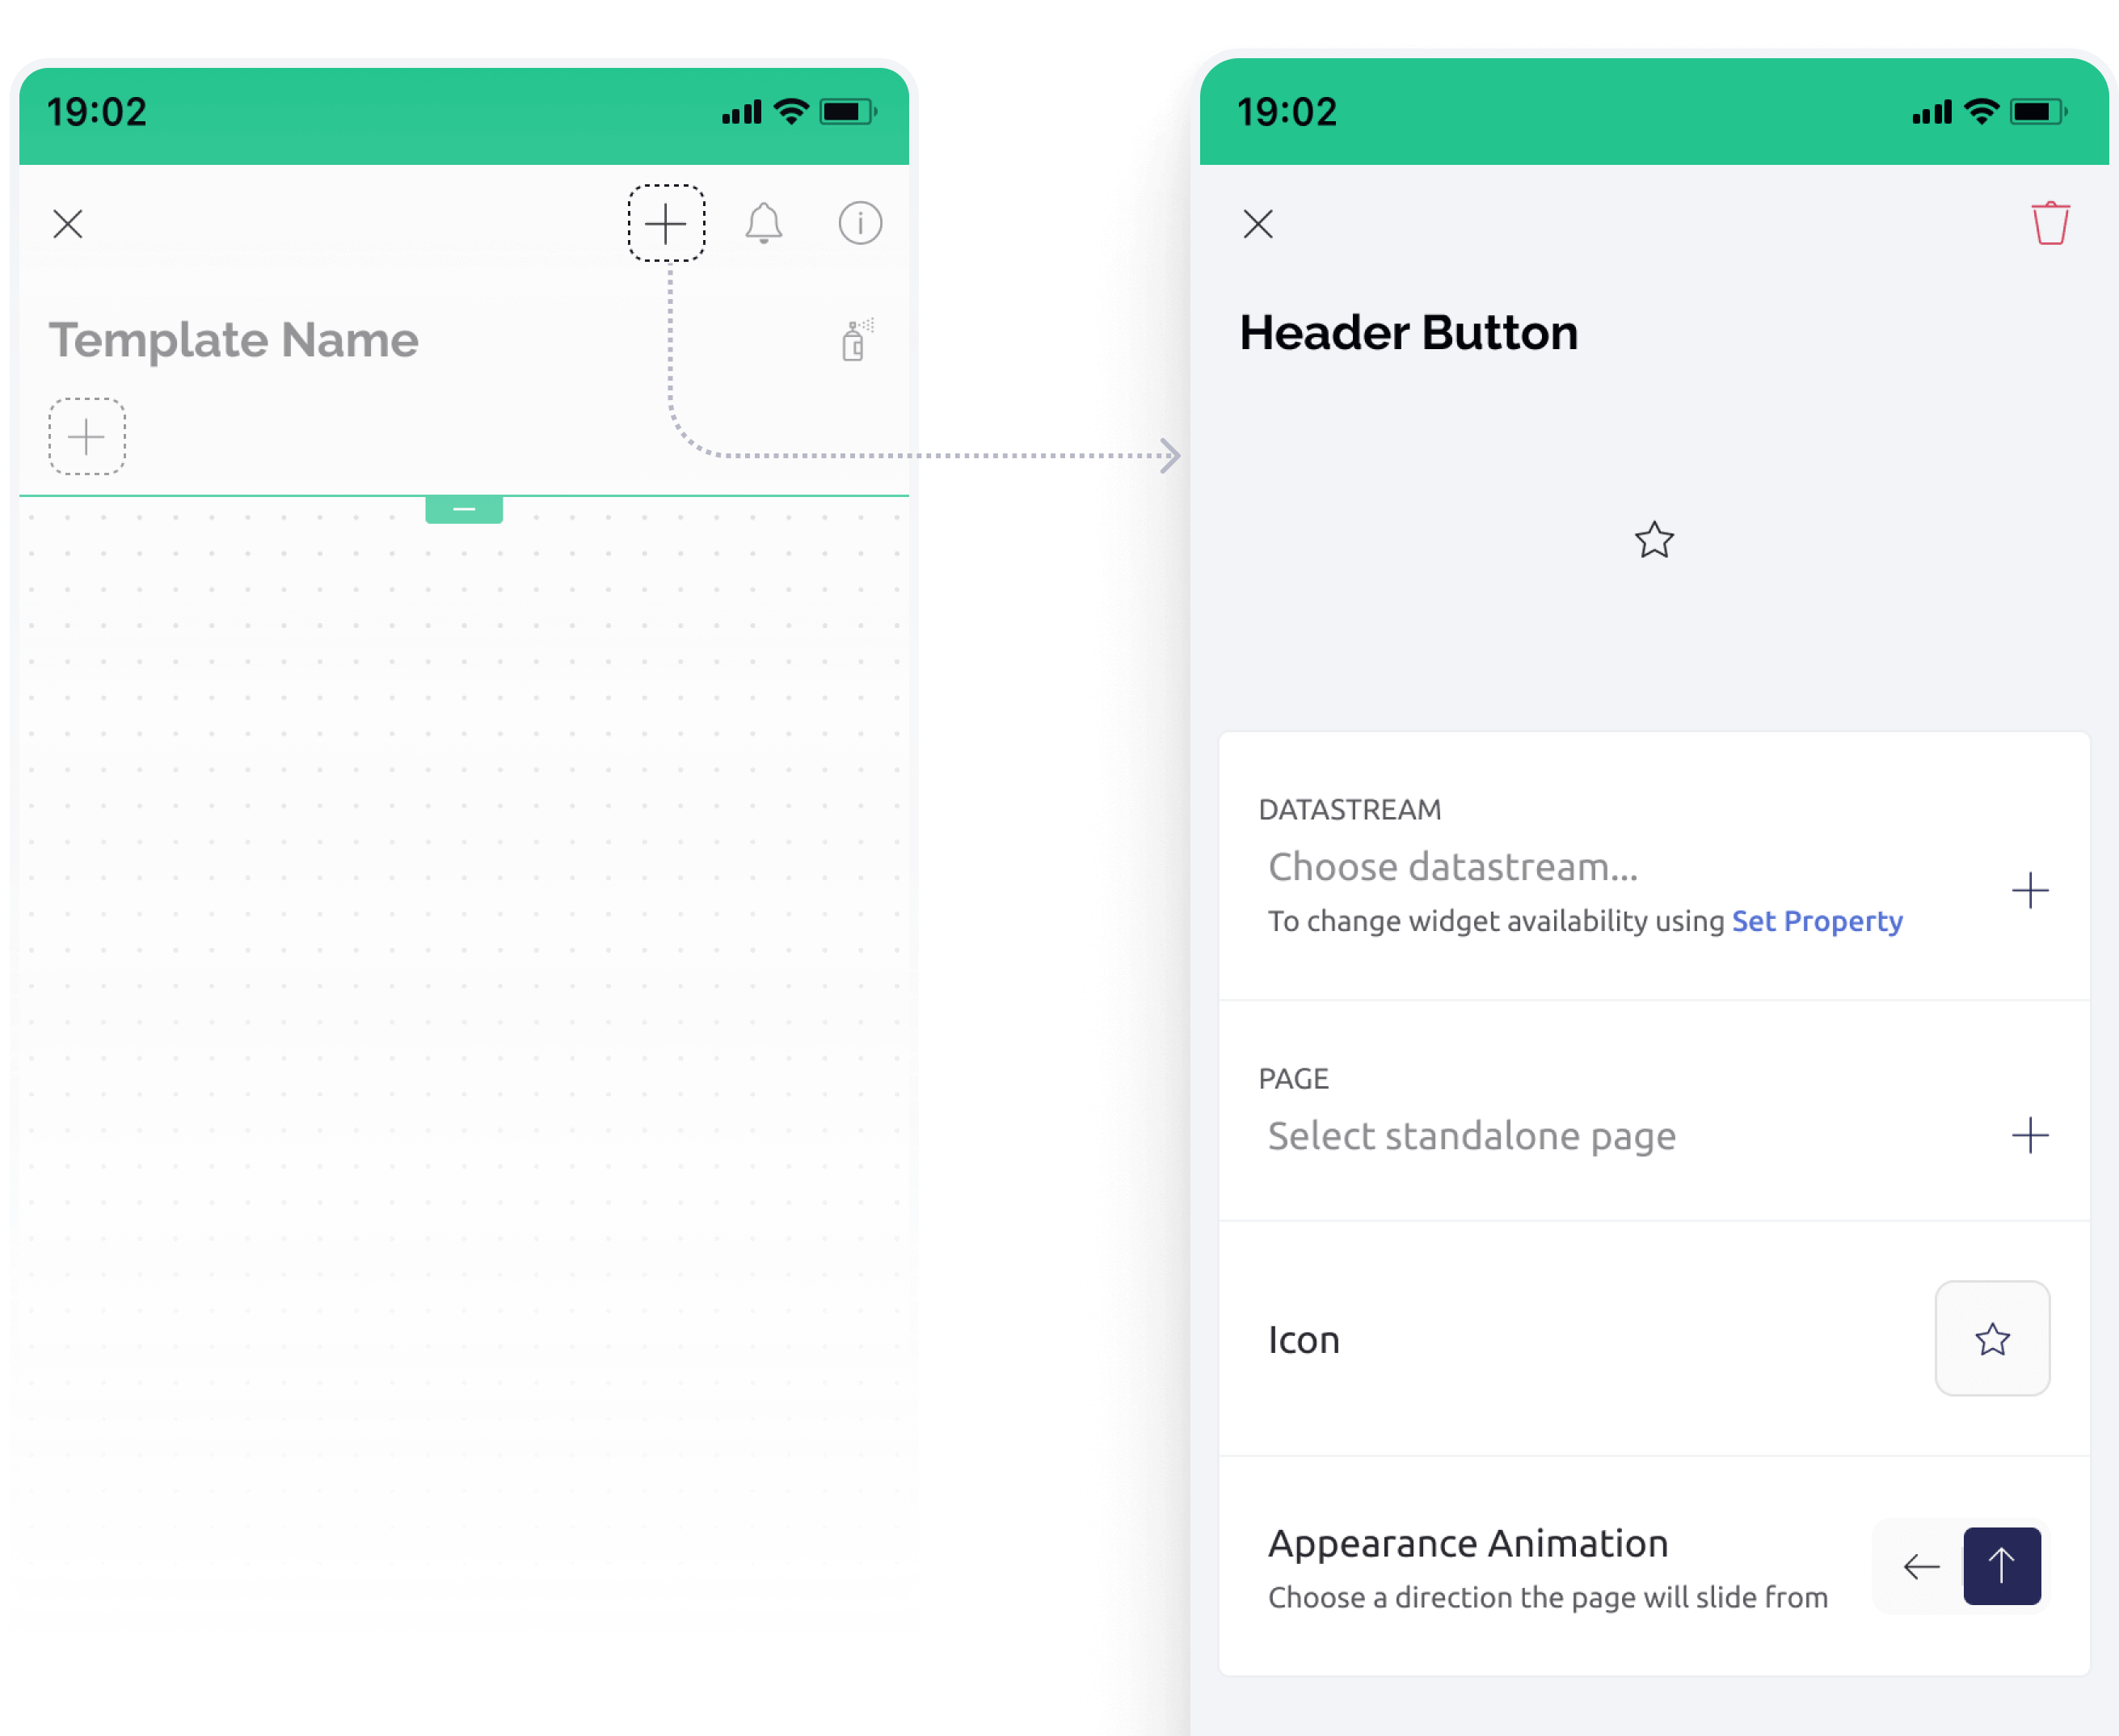 19:02
Template Name
19:02
Header Button
DATASTREAM
Choose datastream...
To change widget availability using Set Property
PAGE
Select standalone page
Icon
Appearance Animation
Choose a direction the page will slide from